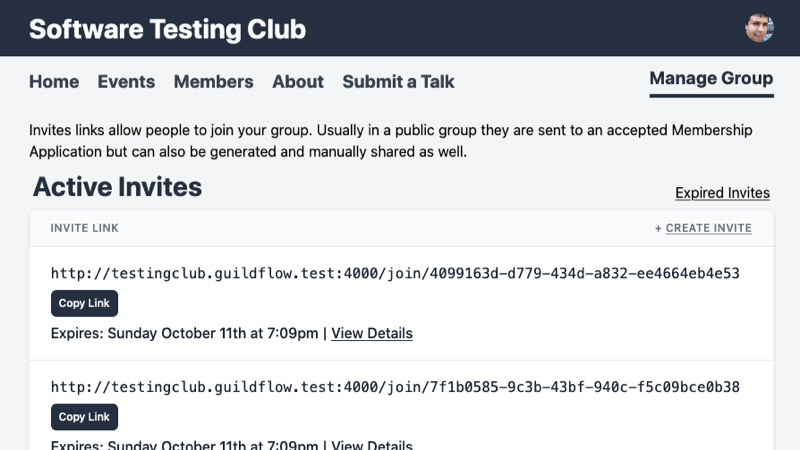 Software Testing Club
Home Events Members About Submit a Talk Manage Group
Invites links allow people to join your group. Usually in a public group they are sent to an accepted Membership
Application but can also be generated and manually shared as well.
Active Invites
Expired Invites
INVITE LINK + CREATE INVITE
http://testingclub.guildflow.test:4000/join/4099163d-d779-434d-a832-ee4664eb4e53
Copy Link
Expires: Sunday October 11th at 7:09pm | View Details
http://testingclub.guildflow.test:4000/join/7f1b0585-9c3b-43bf-940c-f5c09bce0b38
Copy Link
Expires: Sunday October 11th at 7:09pm | View Details